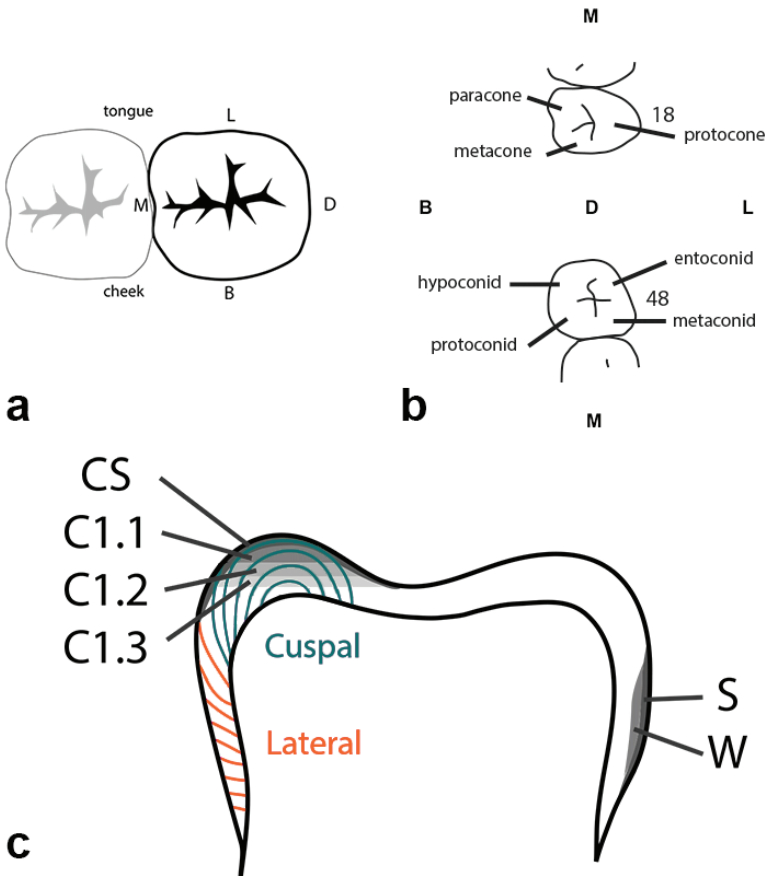 tongue
L
M
D
cheek
B
a
M
paracone
18
protocone
metacone
B
D
L
entoconid
hypoconid
48
metaconid
protoconid
b
M
CS
C1.1
C1.2
C1.3
Cuspal
Lateral
S
W
c